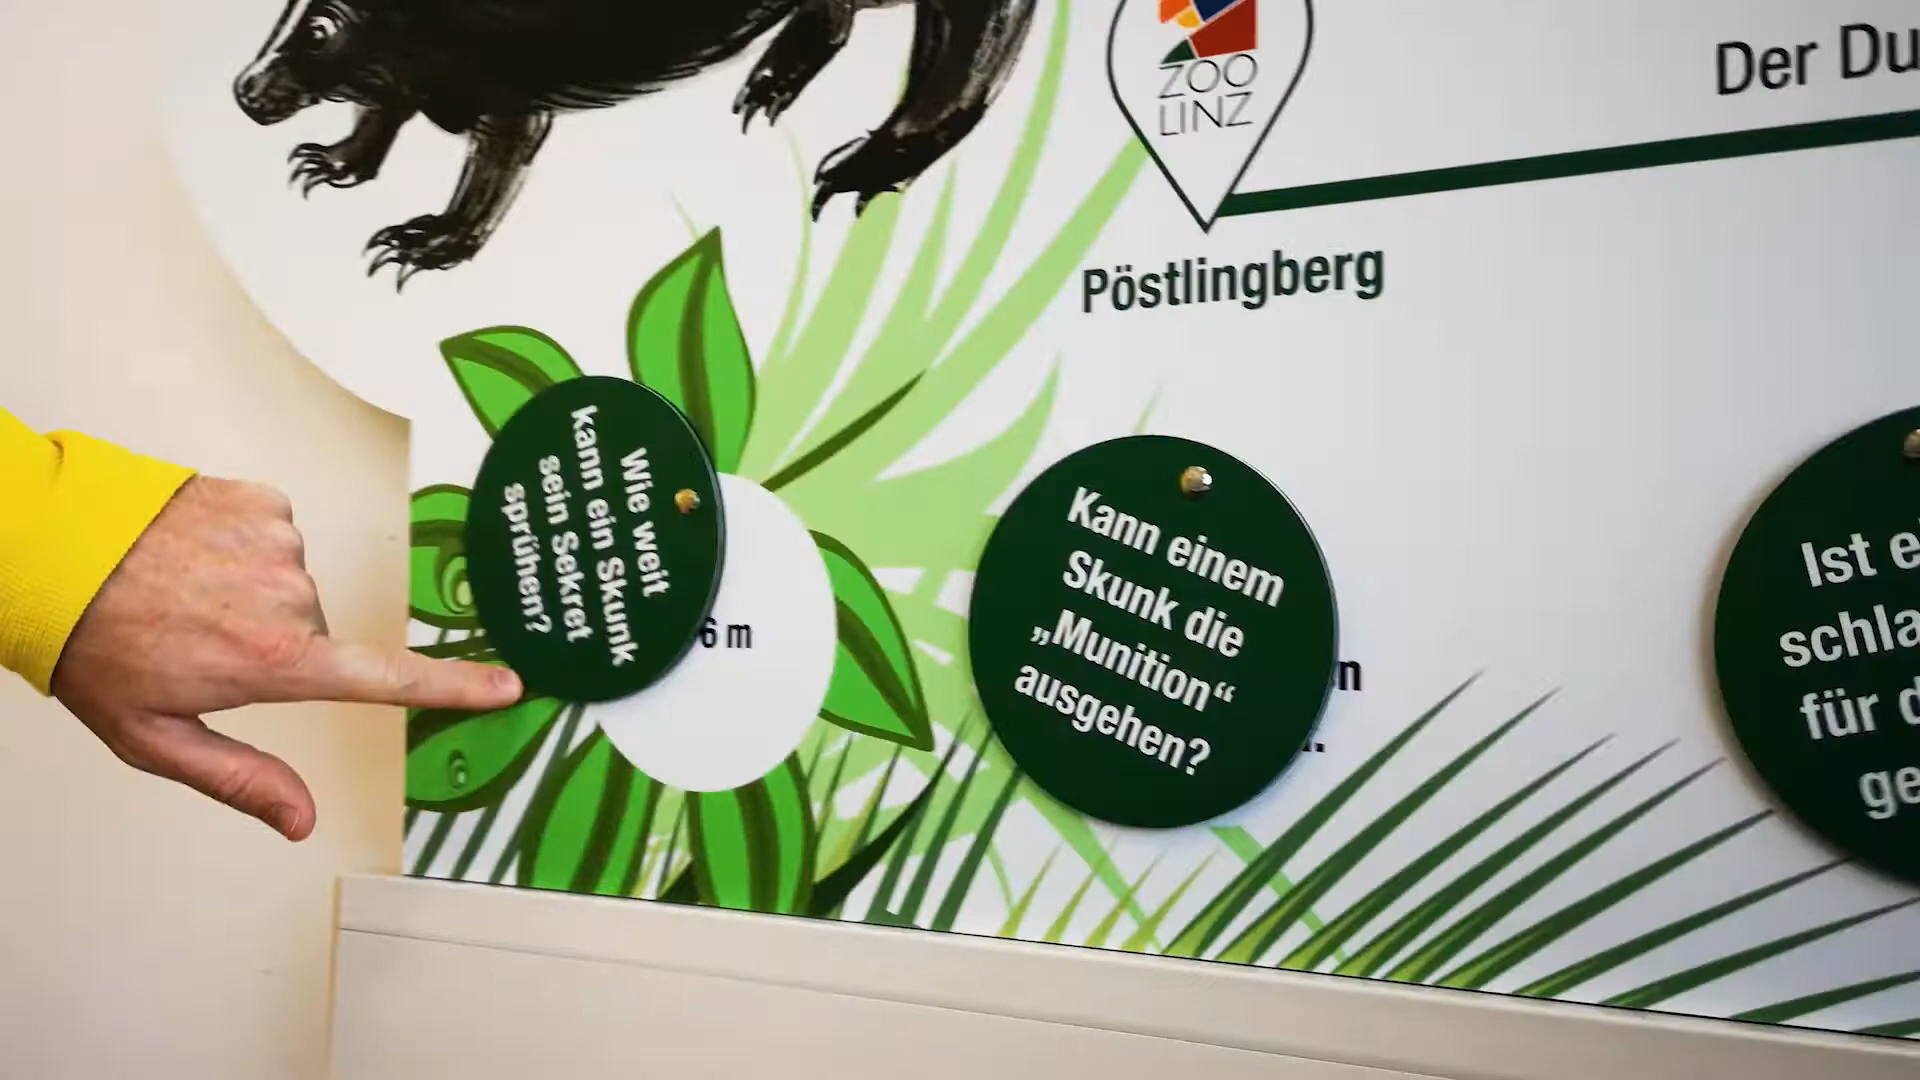 ZOO
LINZ
Der Du
Pöstlingberg
Wie weit
kann ein Skunk
sein Sekret
sprühen?
6 m
Kann einem
Skunk die
„Munition“
ausgehen?
Ist e
schla
für d
ge